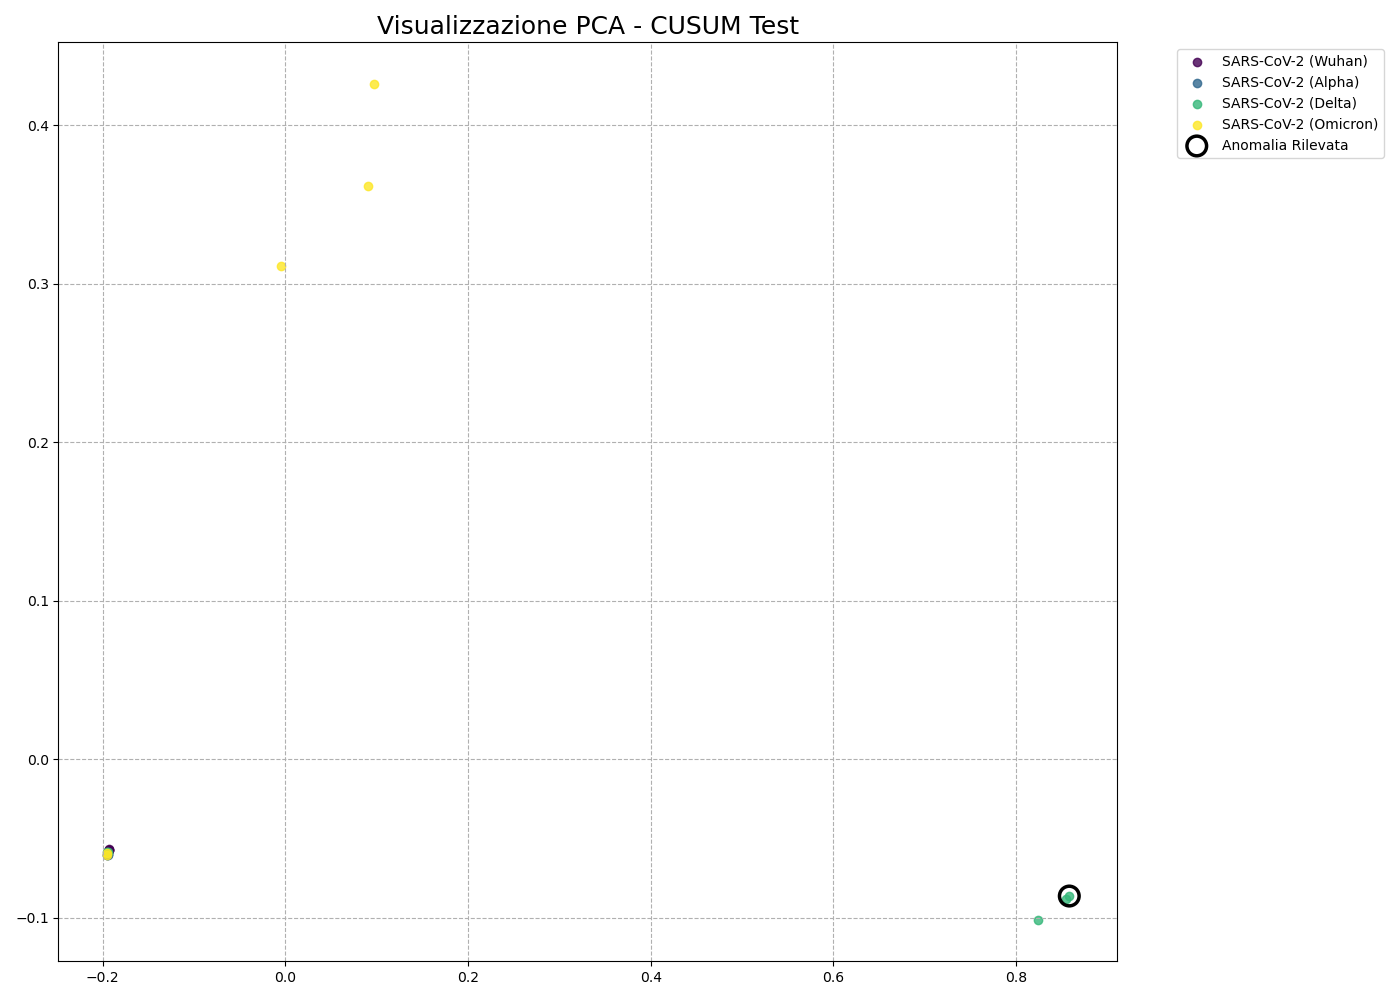 Visualizzazione PCA - CUSUM Test
SARS-CoV-2 (Wuhan)
SARS-CoV-2 (Alpha)
SARS-CoV-2 (Delta)
SARS-CoV-2 (Omicron)
Anomalia Rilevata
0.4
0.3
0.2
0.1
0.0
−0.1
−0.2 0.0 0.2 0.4 0.6 0.8